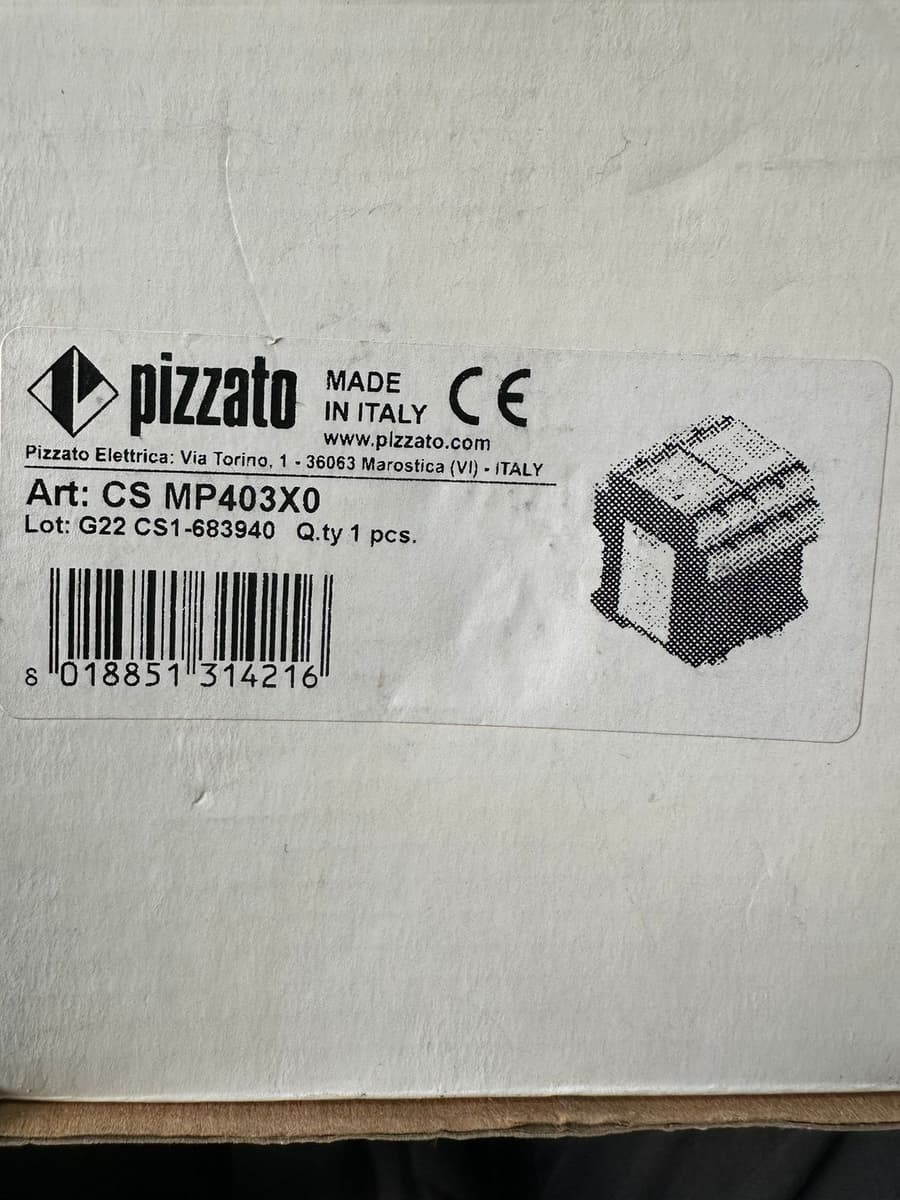 pizzato
MADE
IN ITALY
CE
www.pizzato.com
Pizzato Elettrica: Via Torino, 1 - 36063 Marostica (VI) - ITALY
Art: CS MP403X0
Lot: G22 CS1-683940 Q.ty 1 pcs.
8 018851 314216